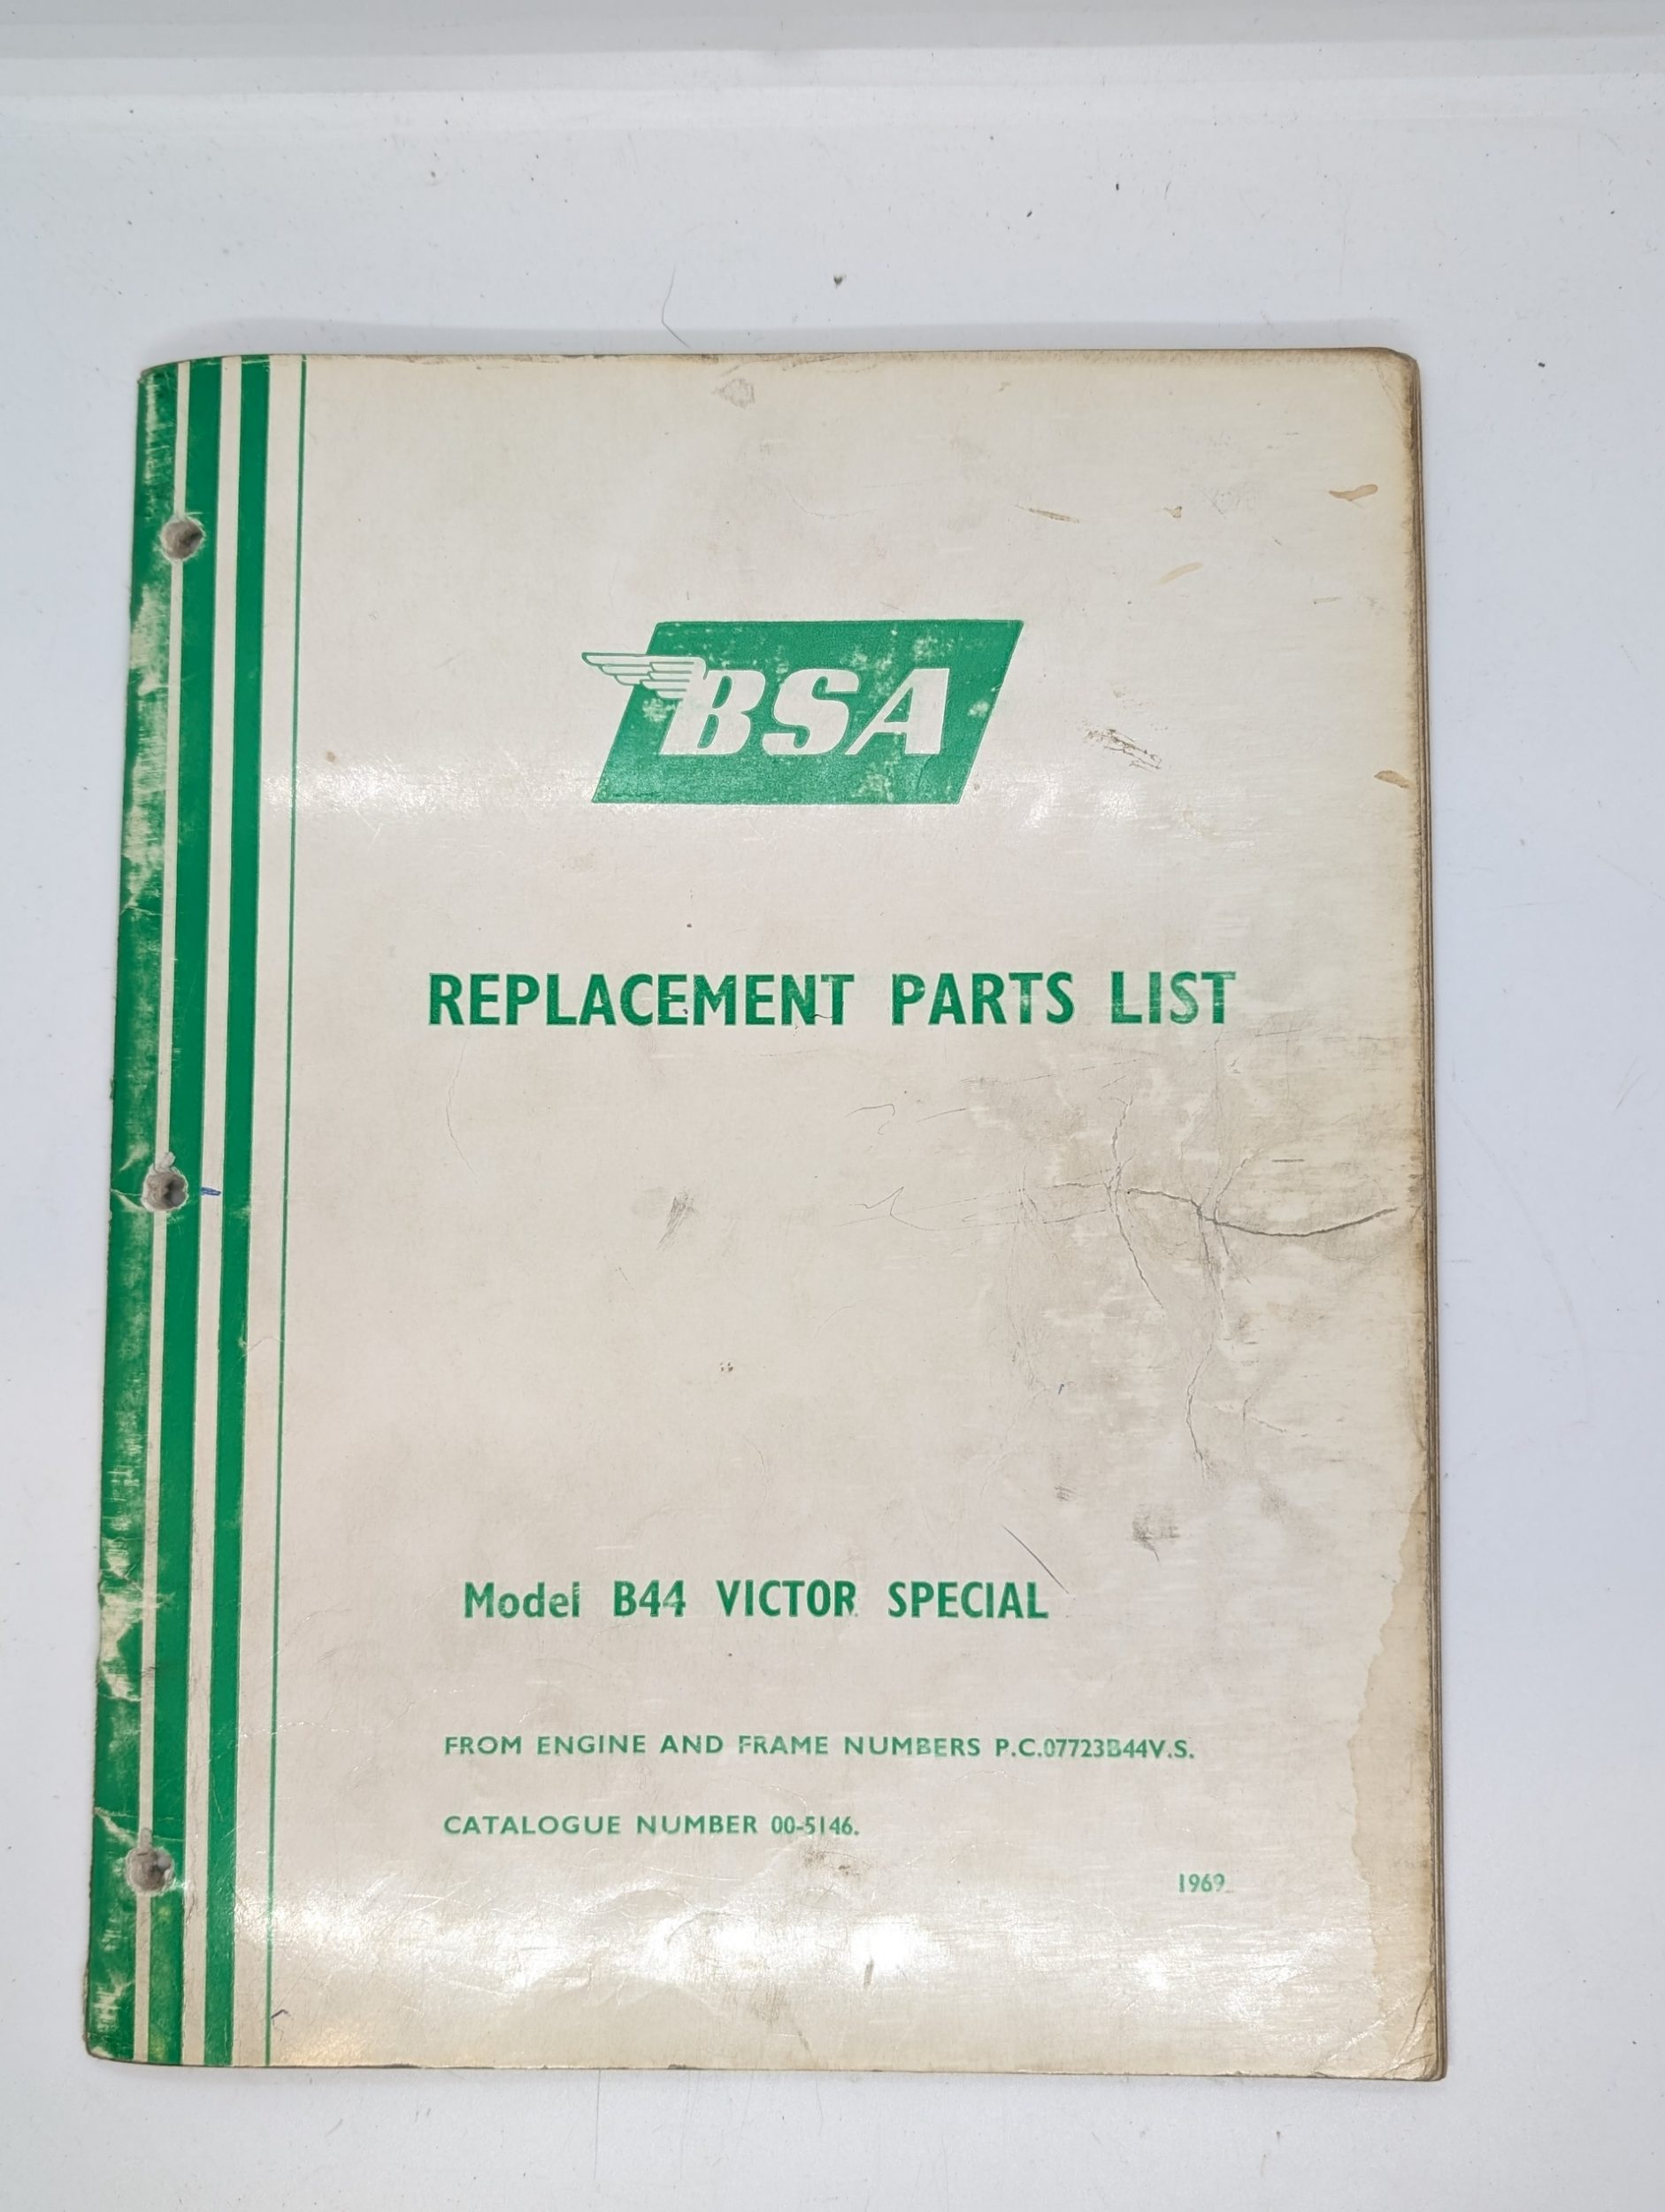 BSA
REPLACEMENT PARTS LIST
Model B44 VICTOR SPECIAL
FROM ENGINE AND FRAME NUMBERS P.C.07723B44V.S.
CATALOGUE NUMBER 00-5146.
1969